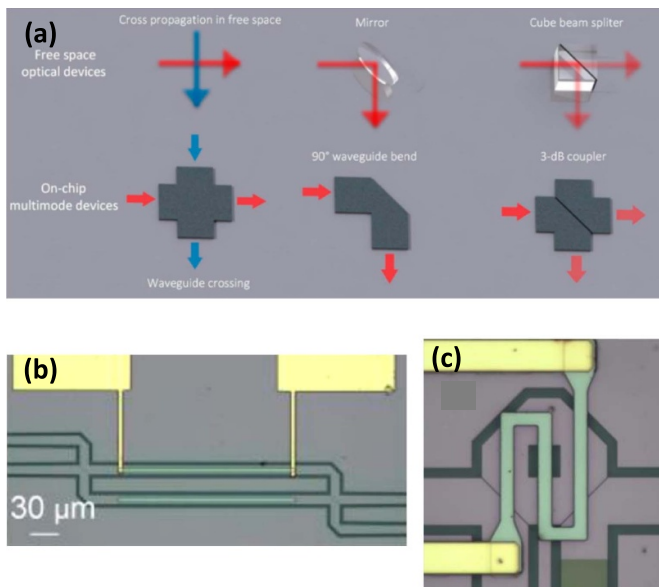 (a)
Cross propagation in free space
Mirror
Cube beam spliter
Free space
optical devices
90° waveguide bend
3-dB coupler
On-chip
multimode devices
Waveguide crossing
(b)
30 μm
(c)